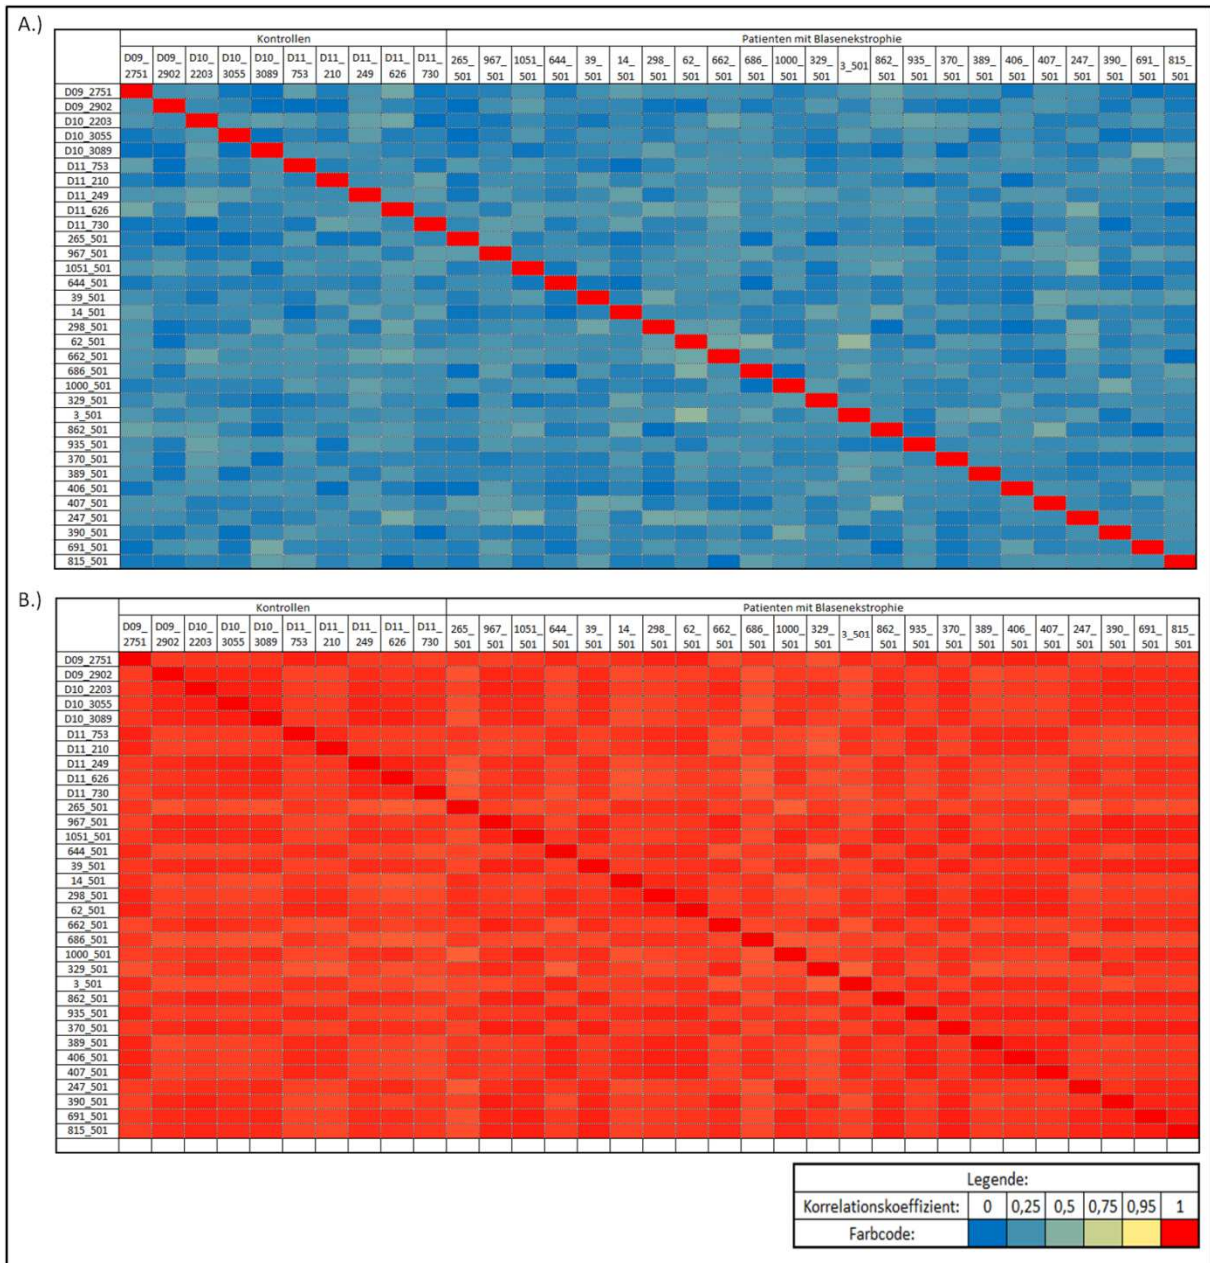 A.)
Kontrollen Patienten mit Blasenekstrophie
D09_ D09_ D10_ D10_ D10_ D11_ D11_ D11_ D11_ D11_ 265_ 967_ 1051_ 644_ 39_ 14_ 298_ 62_ 662_ 686_ 1000_ 329_ 3_501 862_ 935_ 370_ 389_ 406_ 407_ 247_ 390_ 691_ 815_
2751 2902 2203 3055 3089 753 210 249 626 730 501 501 501 501 501 501 501 501 501 501 501 501 501 501 501 501 501 501 501 501 501 501
D09_2751
D09_2902
D10_2203
D10_3055
D10_3089
D11_753
D11_210
D11_249
D11_626
D11_730
265_501
967_501
1051_501
644_501
39_501
14_501
298_501
62_501
662_501
686_501
1000_501
329_501
3_501
862_501
935_501
370_501
389_501
406_501
407_501
247_501
390_501
691_501
815_501
B.)
Kontrollen Patienten mit Blasenekstrophie
D09_ D09_ D10_ D10_ D10_ D11_ D11_ D11_ D11_ D11_ 265_ 967_ 1051_ 644_ 39_ 14_ 298_ 62_ 662_ 686_ 1000_ 329_ 3_501 862_ 935_ 370_ 389_ 406_ 407_ 247_ 390_ 691_ 815_
2751 2902 2203 3055 3089 753 210 249 626 730 501 501 501 501 501 501 501 501 501 501 501 501 501 501 501 501 501 501 501 501 501 501
D09_2751
D09_2902
D10_2203
D10_3055
D10_3089
D11_753
D11_210
D11_249
D11_626
D11_730
265_501
967_501
1051_501
644_501
39_501
14_501
298_501
62_501
662_501
686_501
1000_501
329_501
3_501
862_501
935_501
370_501
389_501
406_501
407_501
247_501
390_501
691_501
815_501
Legende:
Korrelationskoeffizient: 0 0,25 0,5 0,75 0,95 1
Farbcode: